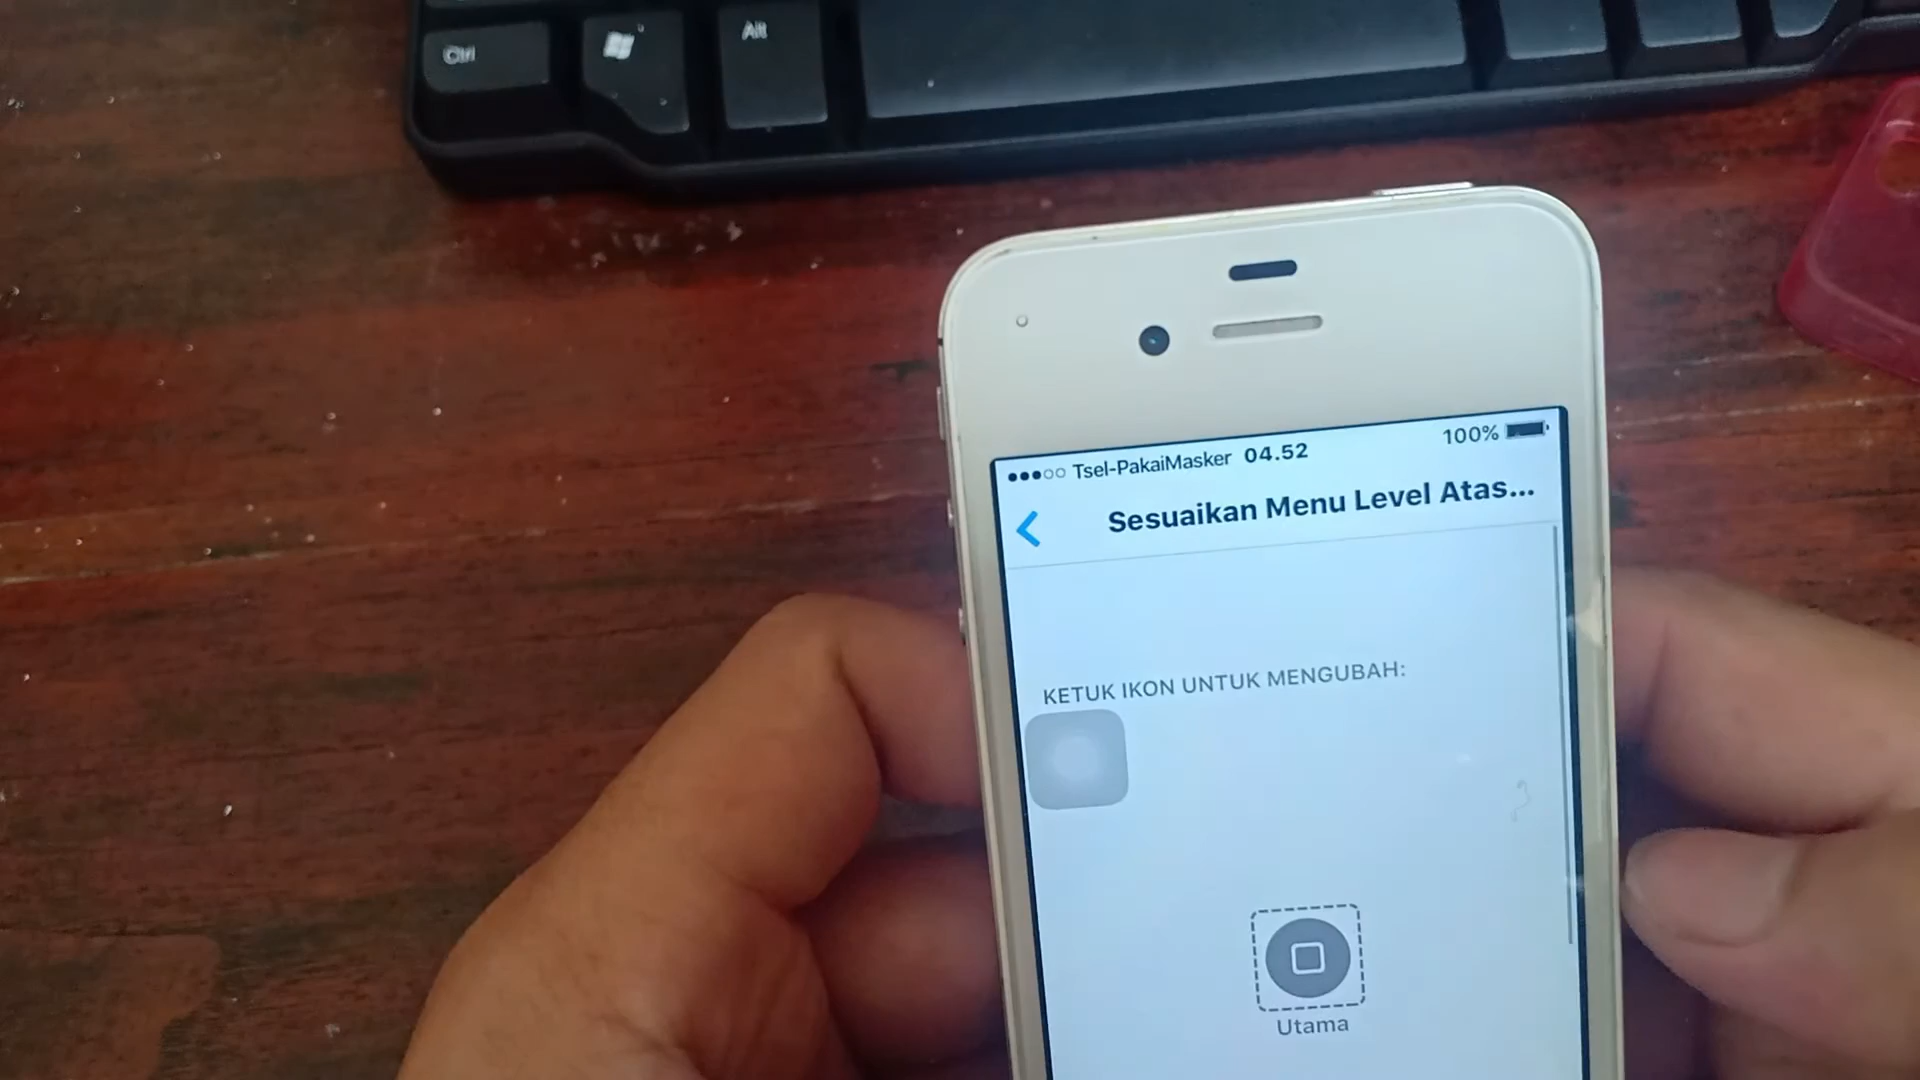 Ctrl
Alt
Tsel-PakaiMasker 04.52 100%
Sesuaikan Menu Level Atas...
KETUK IKON UNTUK MENGUBAH:
Utama